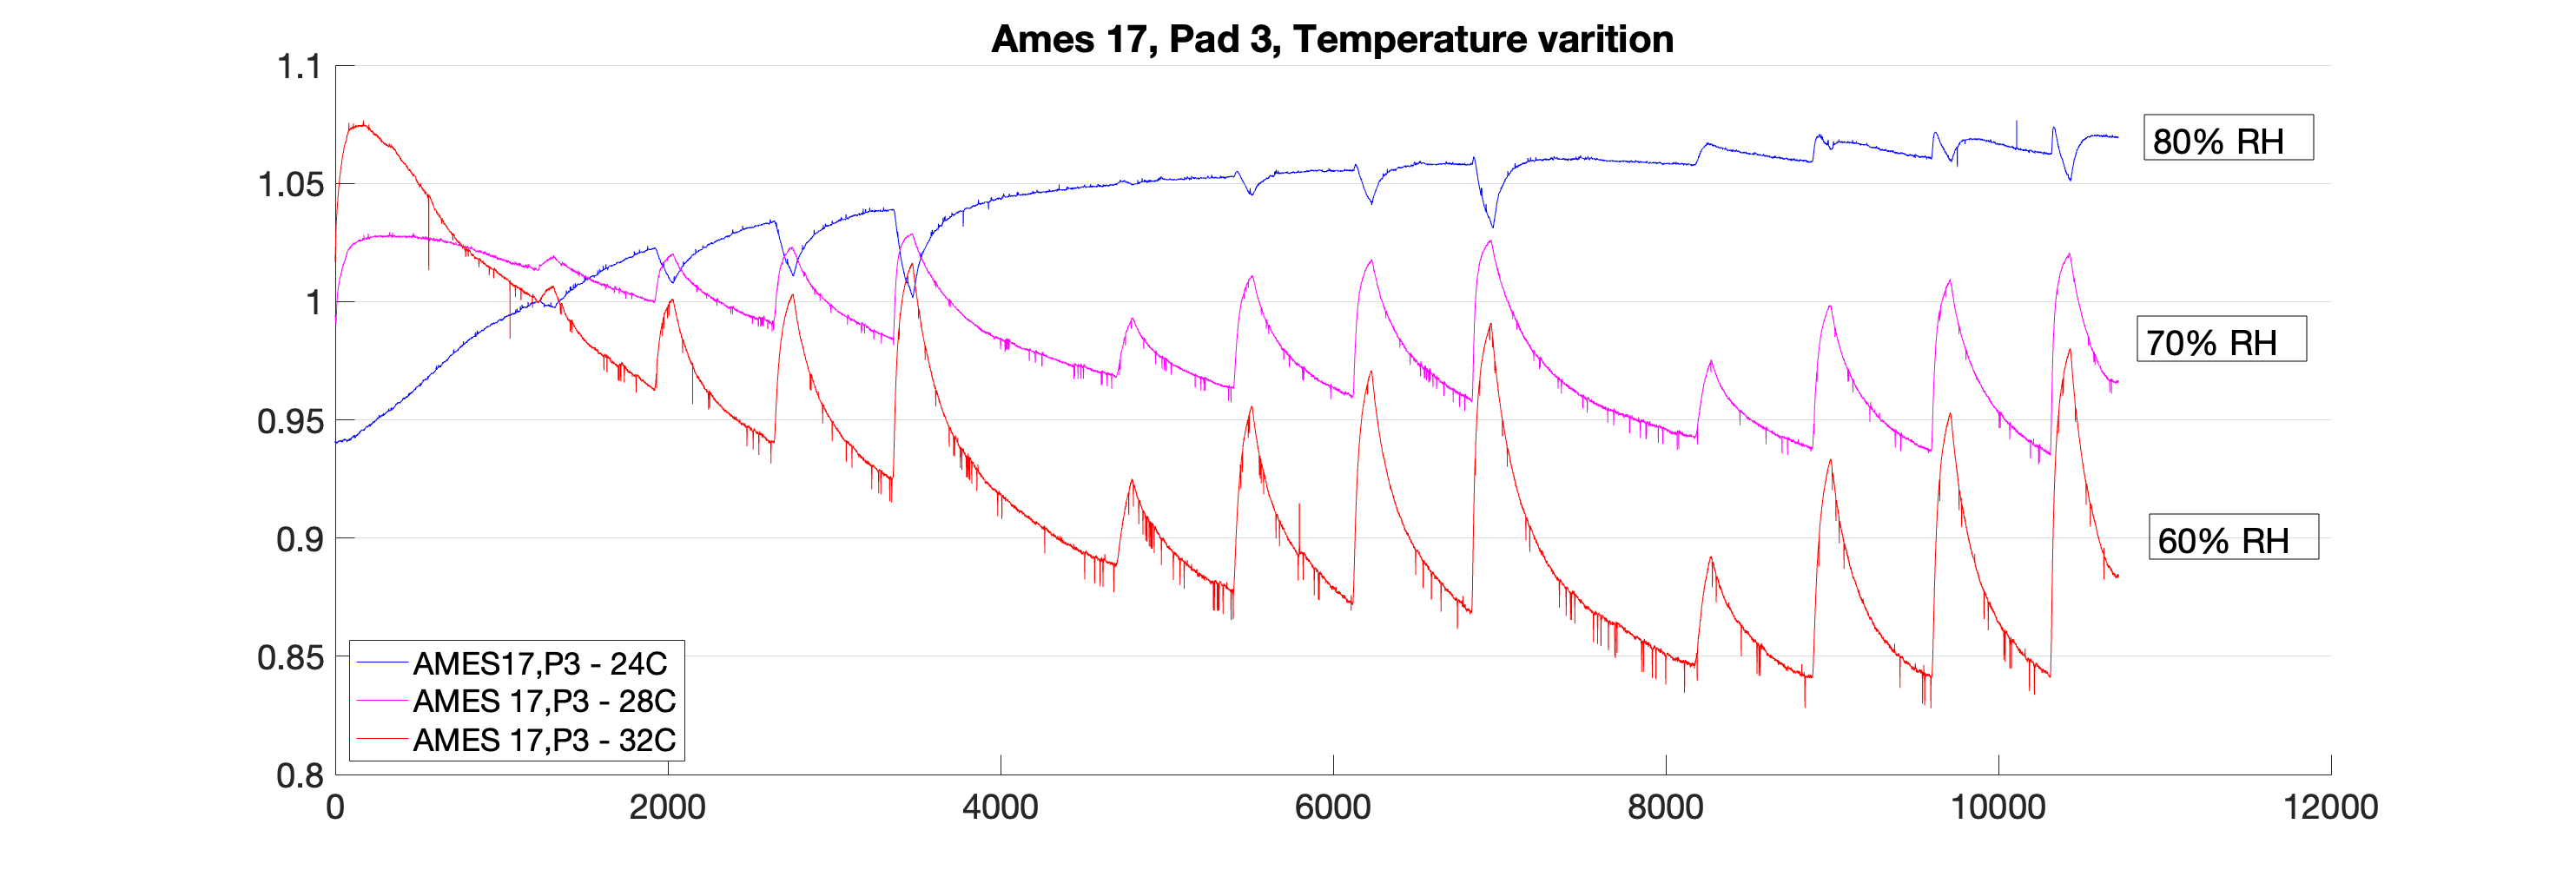 Ames 17, Pad 3, Temperature varition
1.1
1.05
1
0.95
0.9
0.85
0.8
0
2000
4000
6000
8000
10000
12000
80% RH
70% RH
60% RH
AMES17,P3 - 24C
AMES 17,P3 - 28C
AMES 17,P3 - 32C